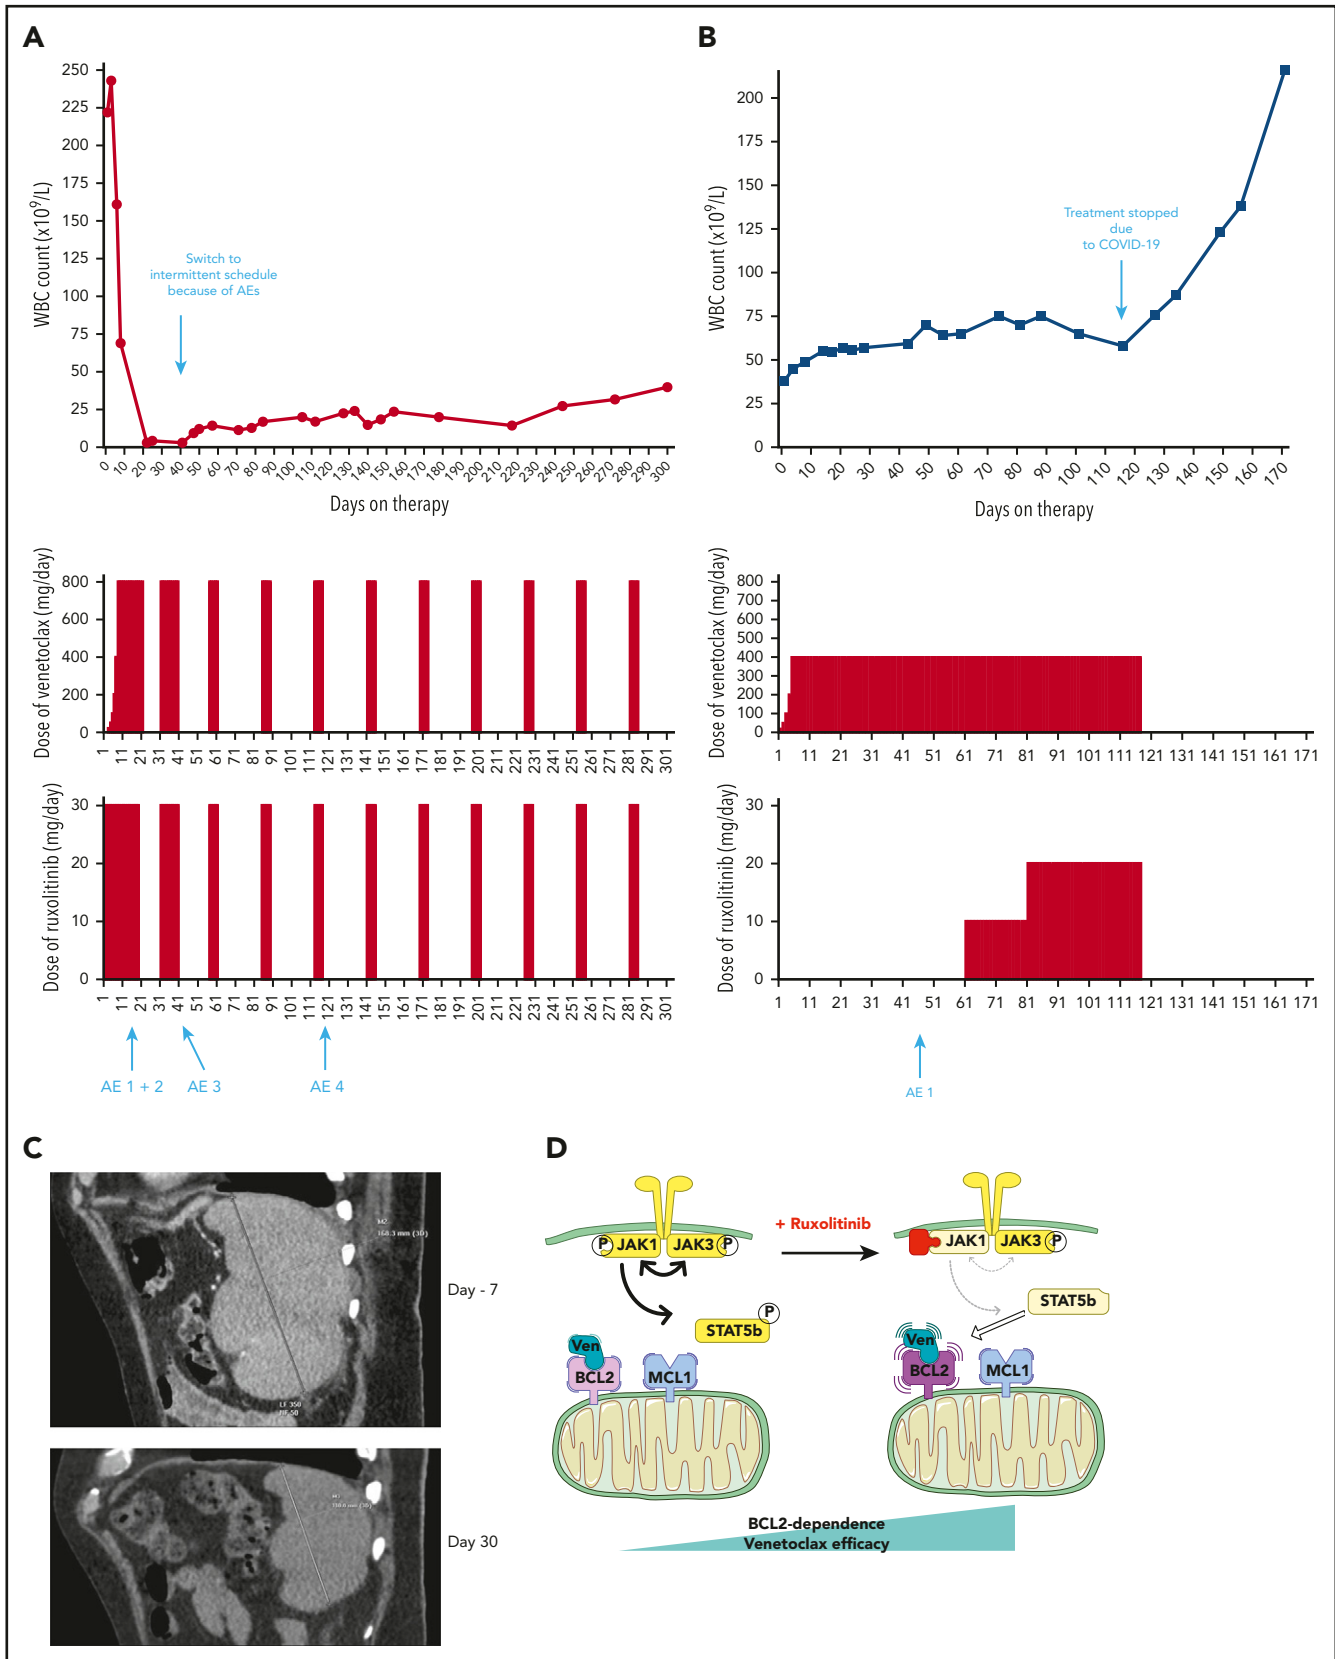 A
250
225
200
175
150
125
100
75
50
25
0
WBC count (x10⁹/L)
Switch to
intermittent schedule
because of AEs
0 10 20 30 40 50 60 70 80 90 100 110 120 130 140 150 160 170 180 190 200 210 220 230 240 250 260 270 280 290 300
Days on therapy
800
600
400
200
0
Dose of venetoclax (mg/day)
1 11 21 31 41 51 61 71 81 91 101 111 121 131 141 151 161 171 181 191 201 211 221 231 241 251 261 271 281 291 301
30
20
10
0
Dose of ruxolitinib (mg/day)
1 11 21 31 41 51 61 71 81 91 101 111 121 131 141 151 161 171 181 191 201 211 221 231 241 251 261 271 281 291 301
AE 1 + 2 AE 3 AE 4
B
200
175
150
125
100
75
50
25
0
WBC count (x10⁹/L)
Treatment stopped
due
to COVID-19
0 10 20 30 40 50 60 70 80 90 100 110 120 130 140 150 160 170
Days on therapy
800
700
600
500
400
300
200
100
0
Dose of venetoclax (mg/day)
1 11 21 31 41 51 61 71 81 91 101 111 121 131 141 151 161 171
30
20
10
0
Dose of ruxolitinib (mg/day)
1 11 21 31 41 51 61 71 81 91 101 111 121 131 141 151 161 171
AE 1
C
Day - 7
Day 30
D
P JAK1 JAK3 P
+ Ruxolitinib
JAK1 JAK3 P
P
STAT5b
STAT5b
Ven
BCL2 MCL1
Ven
BCL2 MCL1
BCL2-dependence
Venetoclax efficacy